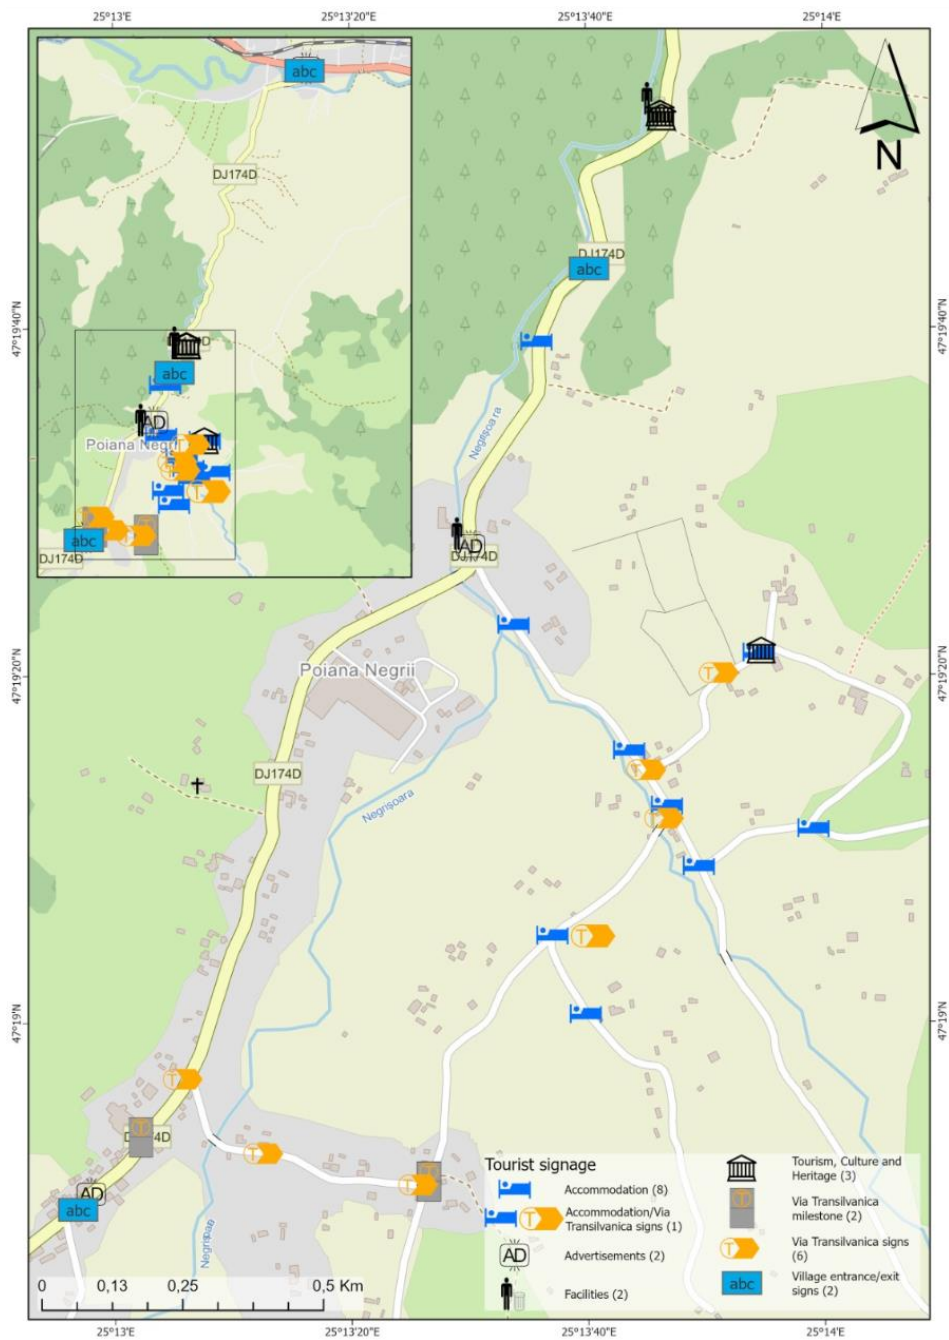 25°13'E
25°13'20"E
25°13'40"E
25°14'E
abc
DJ174D
N
DJ174D
abc
47°19'40"N
47°19'40"N
abc
AD
Poiana Negrii
Negrișoara
abc
DJ174D
AD
DJ174D
47°19'20"N
Poiana Negrii
T
47°19'20"N
DJ174D
T
Negrișoara
T
T
47°19'N
47°19'N
T
T
T
T
T
AD
abc
Negrișoara
Tourist signage
Accommodation (8)
Accommodation/Via
Transilvanica signs (1)
AD
Advertisements (2)
Facilities (2)
Tourism, Culture and
Heritage (3)
Via Transilvanica
milestone (2)
Via Transilvanica signs
(6)
abc
Village entrance/exit
signs (2)
0 0,13 0,25 0,5 Km
25°13'E
25°13'20"E
25°13'40"E
25°14'E